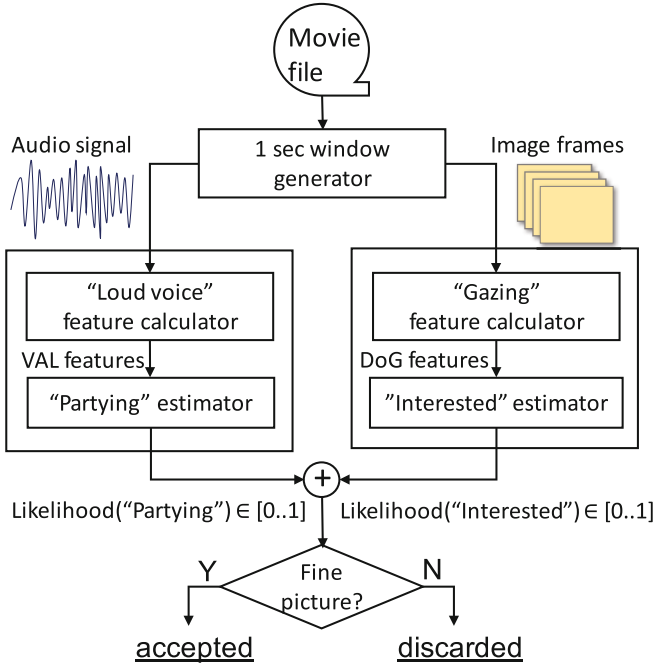 Movie
file
Audio signal
1 sec window
generator
Image frames
“Loud voice”
feature calculator
“Gazing”
feature calculator
VAL features
DoG features
“Partying” estimator
”Interested” estimator
+
Likelihood(“Partying”) ∈ [0..1]
Likelihood(“Interested”) ∈ [0..1]
Y
Fine
picture?
N
accepted
discarded